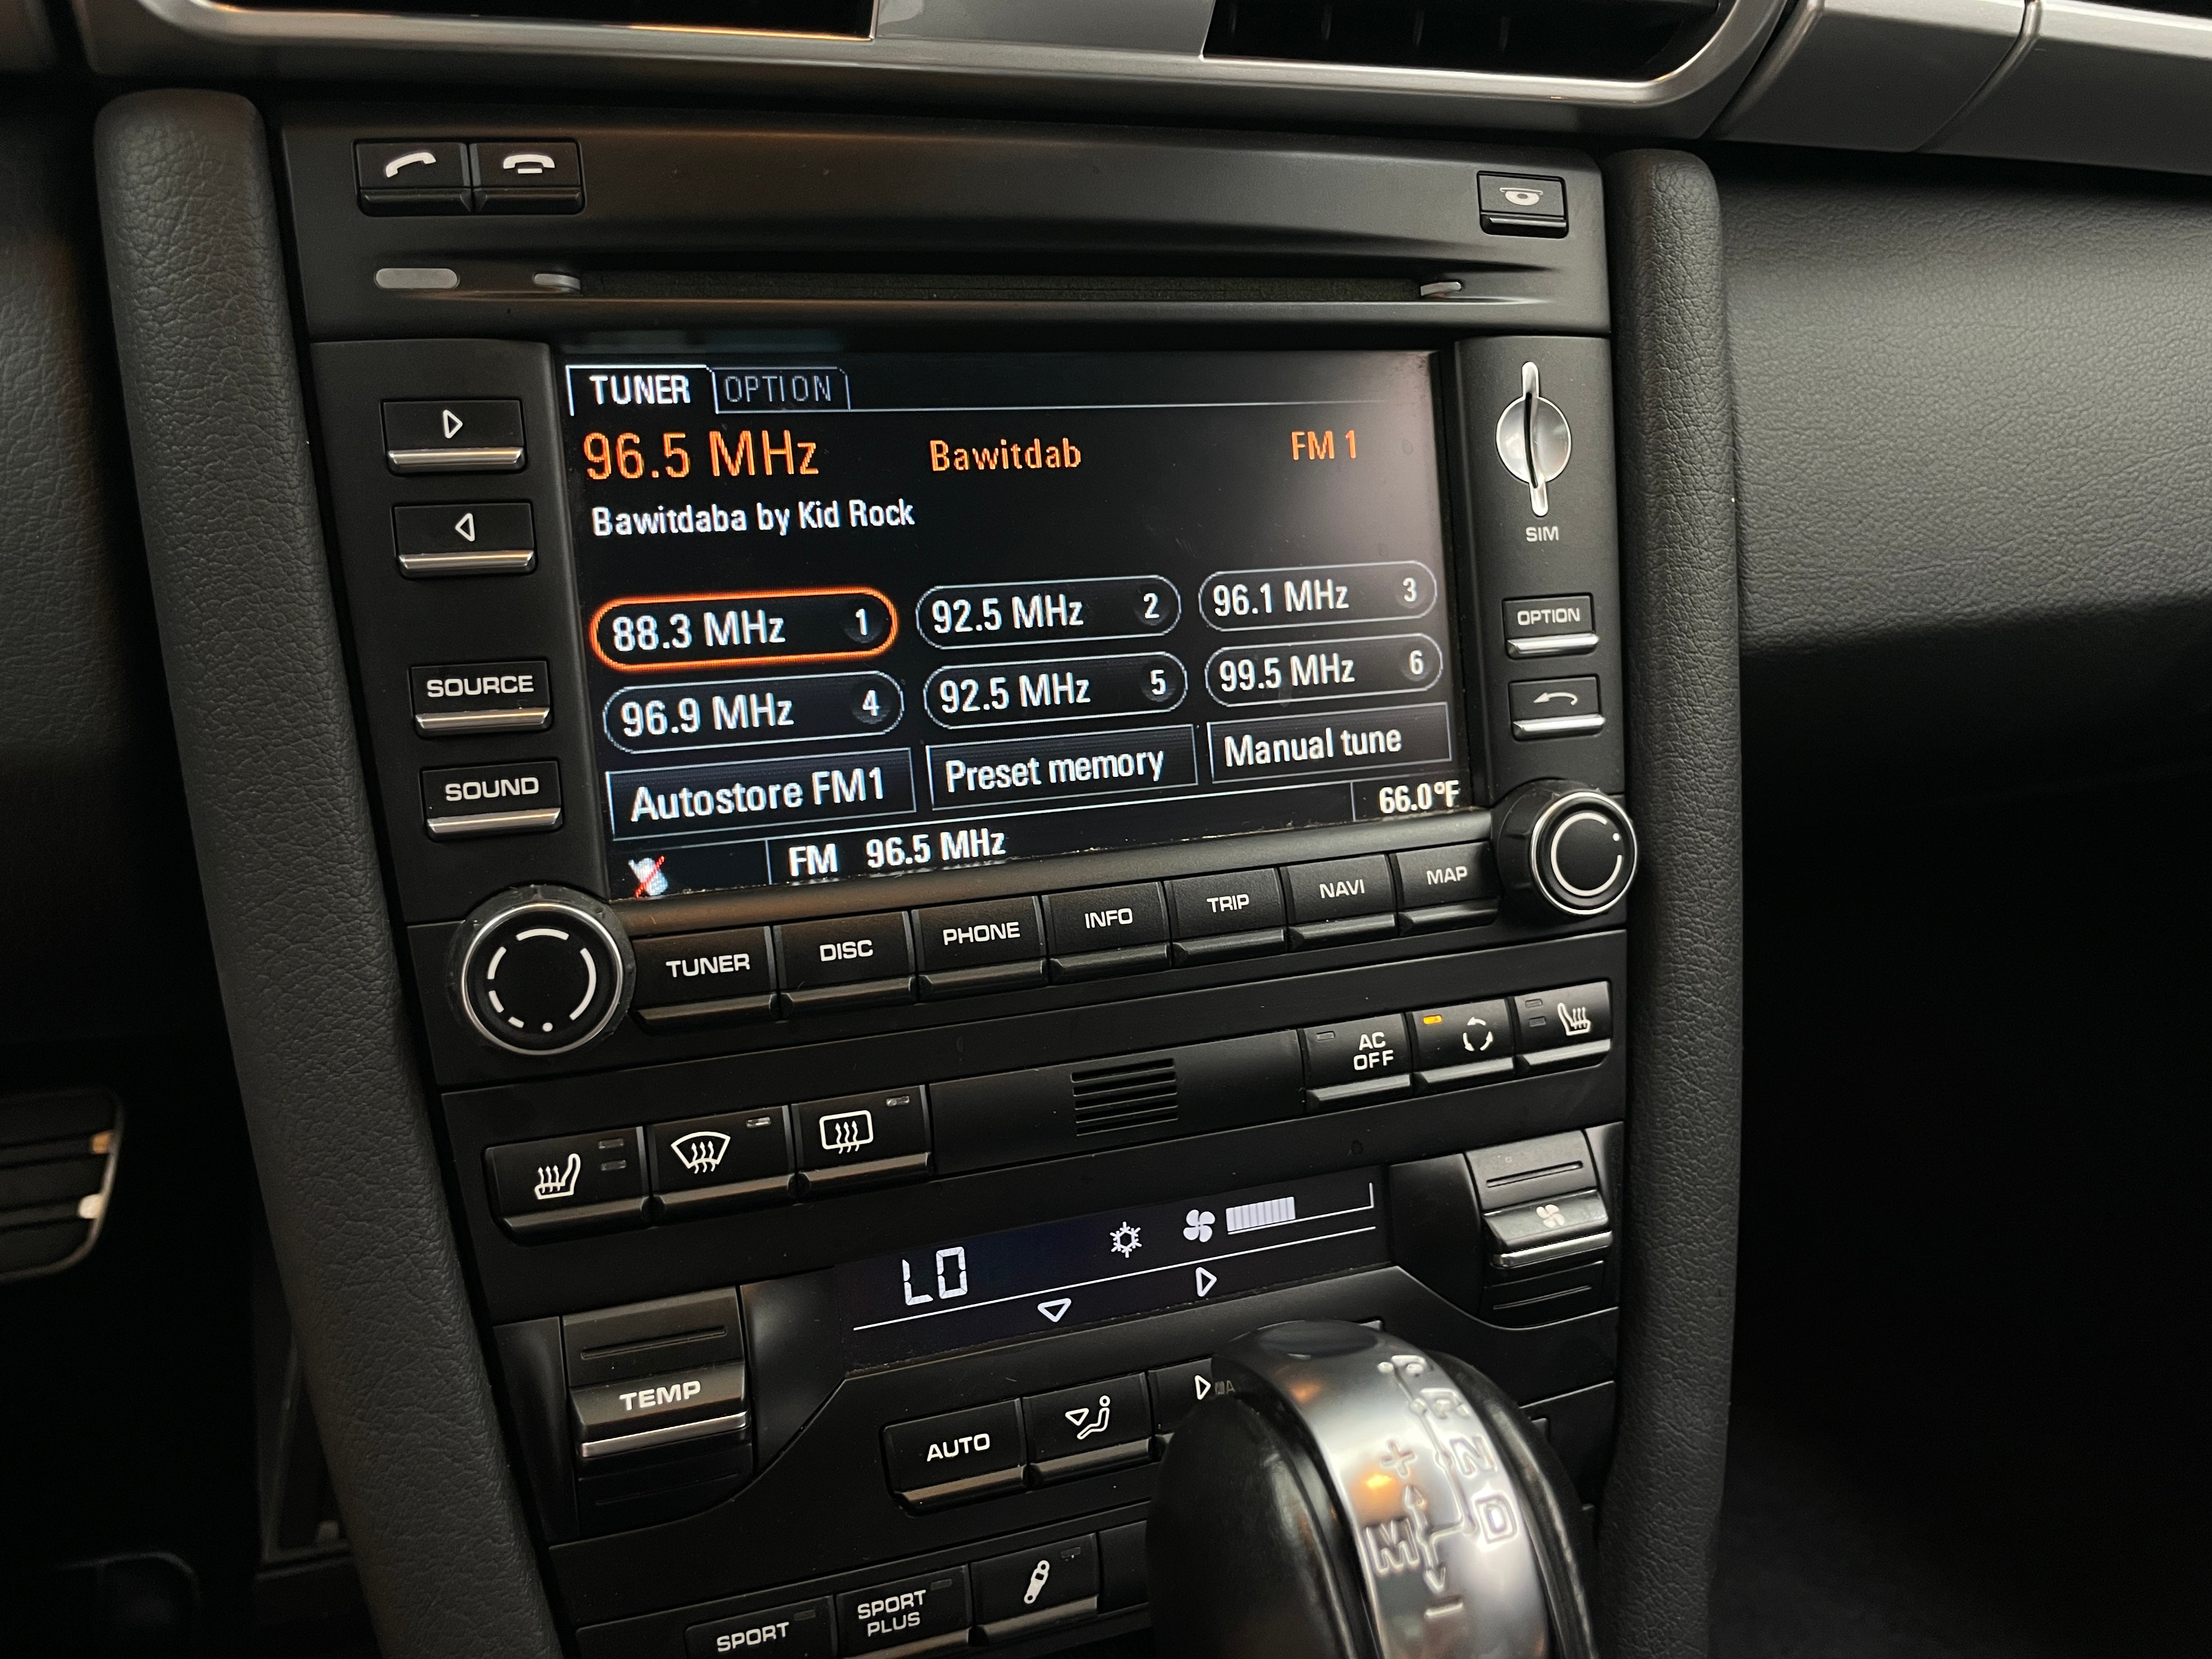 TUNER OPTION
96.5 MHz Bawitdab FM 1
Bawitdaba by Kid Rock
88.3 MHz 1 92.5 MHz 2 96.1 MHz 3
96.9 MHz 4 92.5 MHz 5 99.5 MHz 6
Autostore FM1 Preset memory Manual tune
66.0°F
FM 96.5 MHz
SIM
OPTION
SOURCE
SOUND
TUNER DISC PHONE INFO TRIP NAVI MAP
AC
OFF
LO
TEMP
AUTO
P
R
N
D
+
M
-
SPORT
SPORT
PLUS